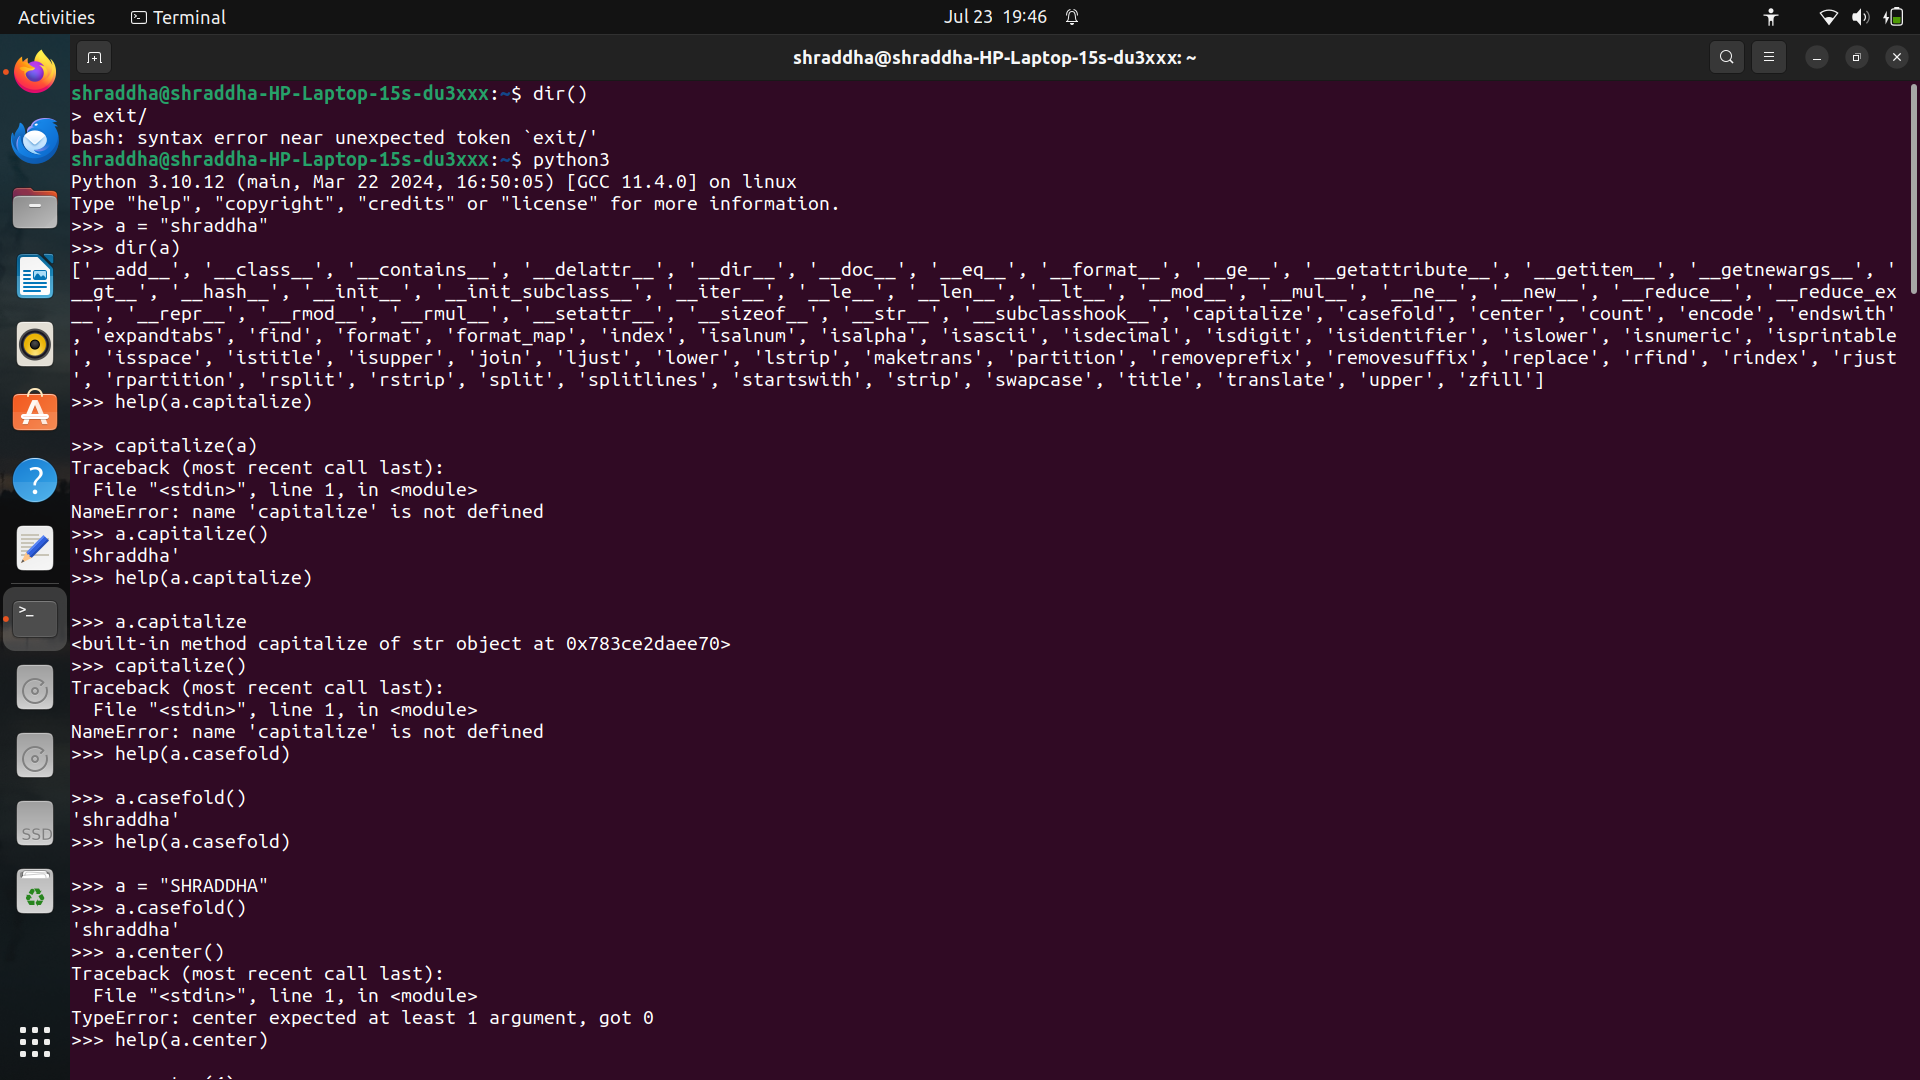 Activities
Terminal
Jul 23 19:46
shraddha@shraddha-HP-Laptop-15s-du3xxx: ~
shraddha@shraddha-HP-Laptop-15s-du3xxx:~$ dir()
> exit/
bash: syntax error near unexpected token `exit/'
shraddha@shraddha-HP-Laptop-15s-du3xxx:~$ python3
Python 3.10.12 (main, Mar 22 2024, 16:50:05) [GCC 11.4.0] on linux
Type "help", "copyright", "credits" or "license" for more information.
>>> a = "shraddha"
>>> dir(a)
['__add__', '__class__', '__contains__', '__delattr__', '__dir__', '__doc__', '__eq__', '__format__', '__ge__', '__getattribute__', '__getitem__', '__getnewargs__', '
__gt__', '__hash__', '__init__', '__init_subclass__', '__iter__', '__le__', '__len__', '__lt__', '__mod__', '__mul__', '__ne__', '__new__', '__reduce__', '__reduce_ex
__', '__repr__', '__rmod__', '__rmul__', '__setattr__', '__sizeof__', '__str__', '__subclasshook__', 'capitalize', 'casefold', 'center', 'count', 'encode', 'endswith'
, 'expandtabs', 'find', 'format', 'format_map', 'index', 'isalnum', 'isalpha', 'isascii', 'isdecimal', 'isdigit', 'isidentifier', 'islower', 'isnumeric', 'isprintable
', 'isspace', 'istitle', 'isupper', 'join', 'ljust', 'lower', 'lstrip', 'maketrans', 'partition', 'removeprefix', 'removesuffix', 'replace', 'rfind', 'rindex', 'rjust
', 'rpartition', 'rsplit', 'rstrip', 'split', 'splitlines', 'startswith', 'strip', 'swapcase', 'title', 'translate', 'upper', 'zfill']
>>> help(a.capitalize)
>>> capitalize(a)
Traceback (most recent call last):
  File "<stdin>", line 1, in <module>
NameError: name 'capitalize' is not defined
>>> a.capitalize()
'Shraddha'
>>> help(a.capitalize)
>>> a.capitalize
<built-in method capitalize of str object at 0x783ce2daee70>
>>> capitalize()
Traceback (most recent call last):
  File "<stdin>", line 1, in <module>
NameError: name 'capitalize' is not defined
>>> help(a.casefold)
>>> a.casefold()
'shraddha'
>>> help(a.casefold)
>>> a = "SHRADDHA"
>>> a.casefold()
'shraddha'
>>> a.center()
Traceback (most recent call last):
  File "<stdin>", line 1, in <module>
TypeError: center expected at least 1 argument, got 0
>>> help(a.center)
SSD